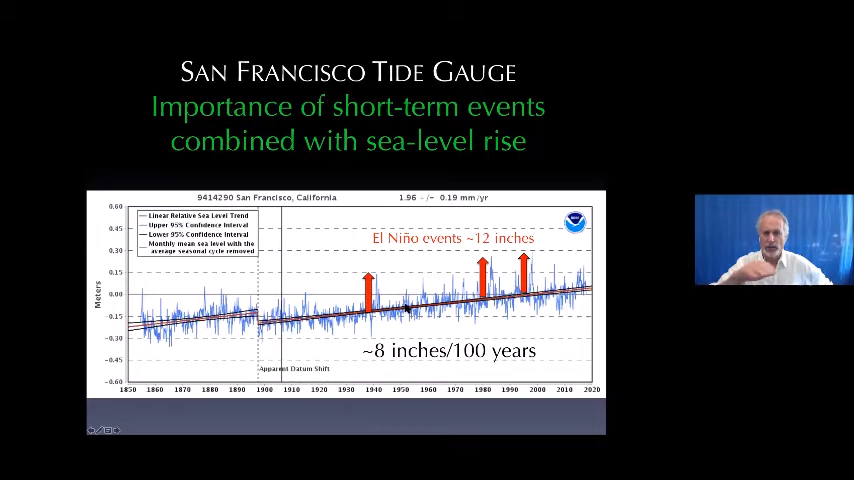 SAN FRANCISCO TIDE GAUGE
Importance of short-term events
combined with sea-level rise
9414290 San Francisco, California 1.96 +/- 0.19 mm/yr
Linear Relative Sea Level Trend
Upper 95% Confidence Interval
Lower 95% Confidence Interval
Monthly mean sea level with the
average seasonal cycle removed
El Niño events ~12 inches
~8 inches/100 years
Apparent Datum Shift
Meters
0.60
0.45
0.30
0.15
0.00
−0.15
−0.30
−0.45
−0.60
1850 1860 1870 1880 1890 1900 1910 1920 1930 1940 1950 1960 1970 1980 1990 2000 2010 2020